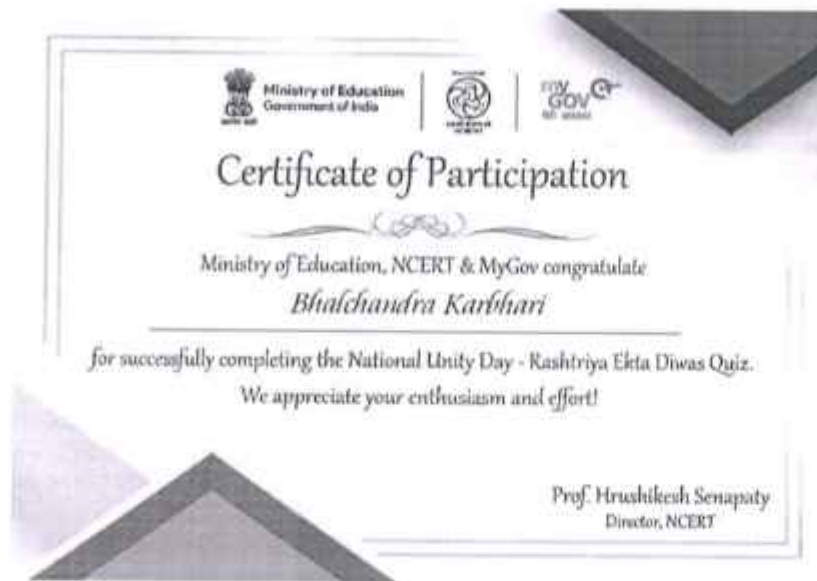 Ministry of Education
Government of India
my
GOV
Certificate of Participation
Ministry of Education, NCERT & MyGov congratulate
Bhalchandra Karbhari
for successfully completing the National Unity Day - Rashtriya Ekta Diwas Quiz.
We appreciate your enthusiasm and effort!
Prof. Hrushikesh Senapaty
Director, NCERT